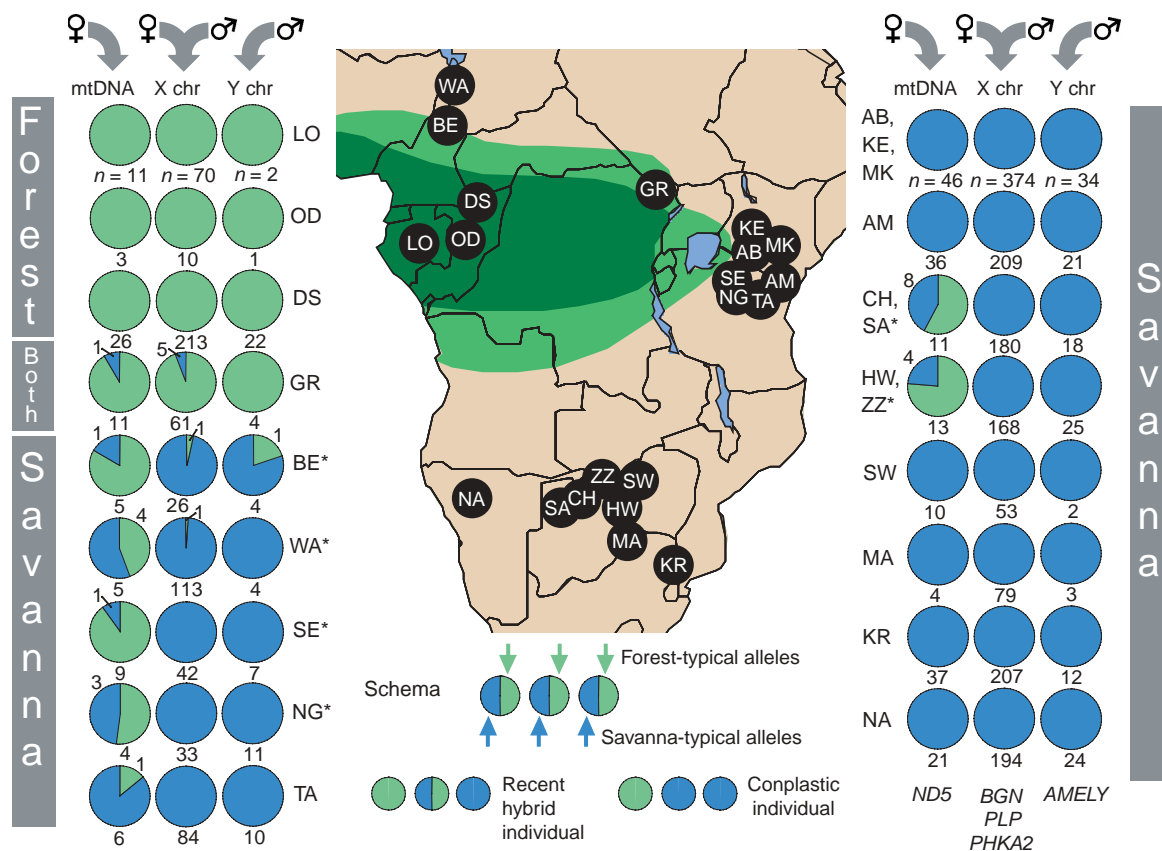 ♀ ♀ ♂ ♂
mtDNA X chr Y chr
Forest
LO
n = 11 n = 70 n = 2
OD
3 10 1
DS
26 213 22
Both
1 5
GR
11 61 4
Savanna
1 1 1
BE*
5 26 4
4 1
WA*
5 113 4
1
SE*
9 42 7
3
NG*
4 33 11
1
TA
6 84 10
WA
BE
GR
DS
LO
OD
KE
MK
AB
SE
AM
NG
TA
ZZ
SW
NA
CH
SA
HW
MA
KR
Forest-typical alleles
Schema
Savanna-typical alleles
Recent
hybrid
individual
Conplastic
individual
♀ ♀ ♂ ♂
mtDNA X chr Y chr
AB,
KE,
MK
n = 46 n = 374 n = 34
AM
36 209 21
8
CH,
SA*
11 180 18
4
HW,
ZZ*
13 168 25
SW
10 53 2
MA
4 79 3
KR
37 207 12
NA
21 194 24
ND5 BGN AMELY
PLP
PHKA2
Savanna